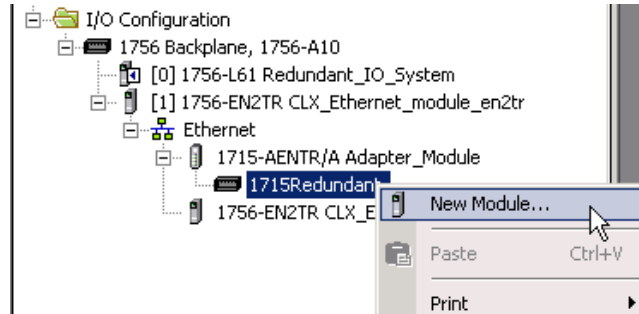 I/O Configuration
1756 Backplane, 1756-A10
[0] 1756-L61 Redundant_IO_System
[1] 1756-EN2TR CLX_Ethernet_module_en2tr
Ethernet
1715-AENTR/A Adapter_Module
1715Redundant
1756-EN2TR CLX_E
New Module...
Paste Ctrl+V
Print